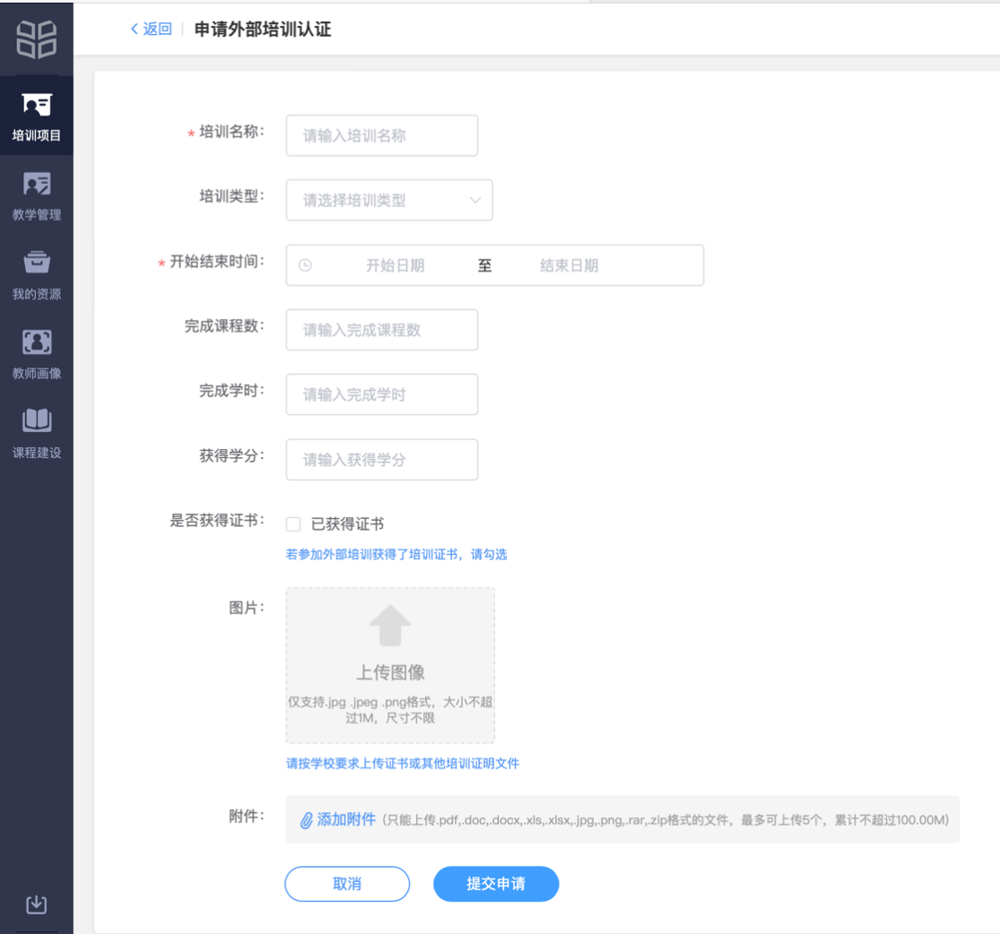 返回
申请外部培训认证
培训项目
教学管理
我的资源
教师画像
课程建设
* 培训名称：
请输入培训名称
培训类型：
请选择培训类型
* 开始结束时间：
开始日期 至 结束日期
完成课程数：
请输入完成课程数
完成学时：
请输入完成学时
获得学分：
请输入获得学分
是否获得证书：
已获得证书
若参加外部培训获得了培训证书，请勾选
图片：
上传图像
仅支持.jpg .jpeg .png格式，大小不超
过1M，尺寸不限
请按学校要求上传证书或其他培训证明文件
附件：
添加附件 (只能上传.pdf,.doc,.docx,.xls,.xlsx,.jpg,.png,.rar,.zip格式的文件，最多可上传5个，累计不超过100.00M)
取消
提交申请